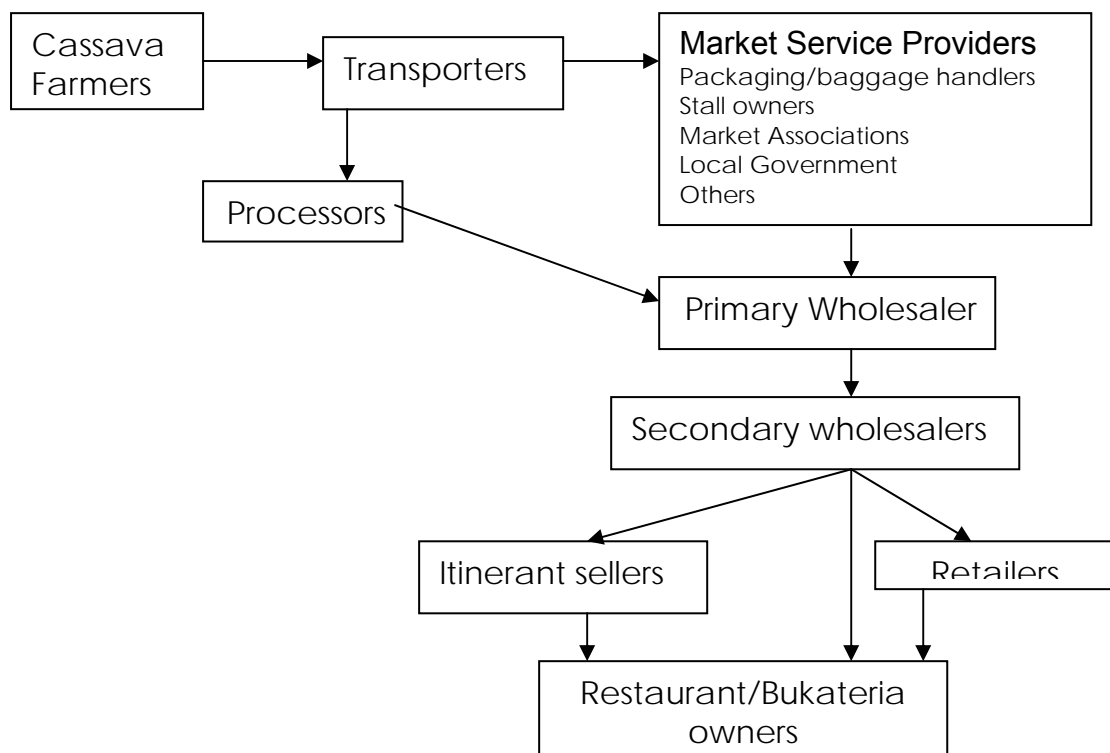 Cassava
Farmers
Transporters
Market Service Providers
Packaging/baggage handlers
Stall owners
Market Associations
Local Government
Others
Processors
Primary Wholesaler
Secondary wholesalers
Itinerant sellers
Retailers
Restaurant/Bukateria
owners